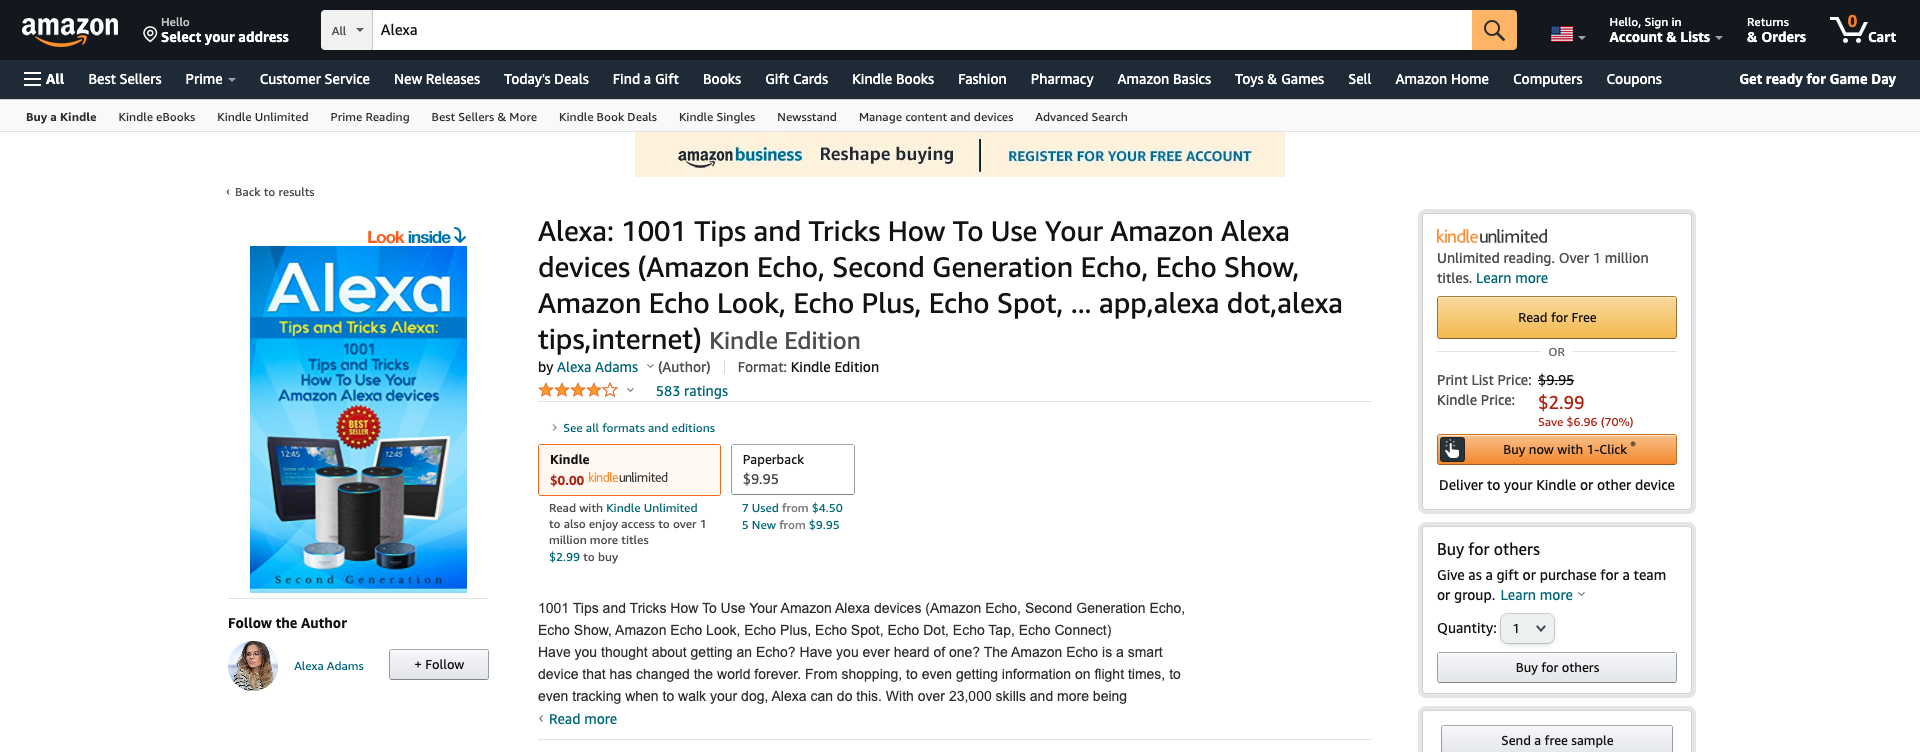 amazon
Hello
Select your address
All
Alexa
Hello, Sign in
Account & Lists
Returns
& Orders
0
Cart
All
Best Sellers
Prime
Customer Service
New Releases
Today's Deals
Find a Gift
Books
Gift Cards
Kindle Books
Fashion
Pharmacy
Amazon Basics
Toys & Games
Sell
Amazon Home
Computers
Coupons
Get ready for Game Day
Buy a Kindle
Kindle eBooks
Kindle Unlimited
Prime Reading
Best Sellers & More
Kindle Book Deals
Kindle Singles
Newsstand
Manage content and devices
Advanced Search
amazon business Reshape buying
REGISTER FOR YOUR FREE ACCOUNT
‹ Back to results
Look inside
Alexa
Tips and Tricks Alexa:
1001
Tips and Tricks
How To Use Your
Amazon Alexa devices
BEST
SELLER
12:45
12:45
Second Generation
Follow the Author
Alexa Adams
+ Follow
Alexa: 1001 Tips and Tricks How To Use Your Amazon Alexa
devices (Amazon Echo, Second Generation Echo, Echo Show,
Amazon Echo Look, Echo Plus, Echo Spot, ... app,alexa dot,alexa
tips,internet) Kindle Edition
by Alexa Adams (Author)
Format: Kindle Edition
583 ratings
See all formats and editions
Kindle
$0.00 kindleunlimited
Read with Kindle Unlimited
to also enjoy access to over 1
million more titles
$2.99 to buy
Paperback
$9.95
7 Used from $4.50
5 New from $9.95
1001 Tips and Tricks How To Use Your Amazon Alexa devices (Amazon Echo, Second Generation Echo,
Echo Show, Amazon Echo Look, Echo Plus, Echo Spot, Echo Dot, Echo Tap, Echo Connect)
Have you thought about getting an Echo? Have you ever heard of one? The Amazon Echo is a smart
device that has changed the world forever. From shopping, to even getting information on flight times, to
even tracking when to walk your dog, Alexa can do this. With over 23,000 skills and more being
Read more
kindleunlimited
Unlimited reading. Over 1 million
titles. Learn more
Read for Free
OR
Print List Price: $9.95
Kindle Price: $2.99
Save $6.96 (70%)
Buy now with 1-Click ®
Deliver to your Kindle or other device
Buy for others
Give as a gift or purchase for a team
or group. Learn more
Quantity: 1
Buy for others
Send a free sample